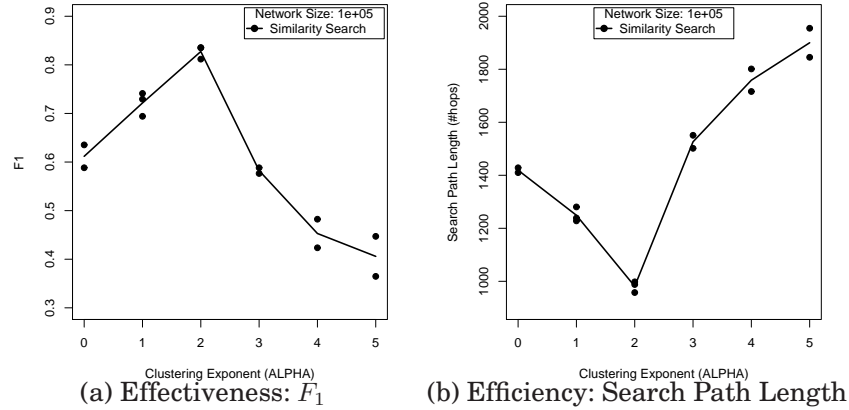 Network Size: 1e+05
Similarity Search
F1
0.9
0.8
0.7
0.6
0.5
0.4
0.3
0 1 2 3 4 5
Clustering Exponent (ALPHA)
(a) Effectiveness: F1
Network Size: 1e+05
Similarity Search
Search Path Length (#hops)
2000
1800
1600
1400
1200
1000
0 1 2 3 4 5
Clustering Exponent (ALPHA)
(b) Efficiency: Search Path Length